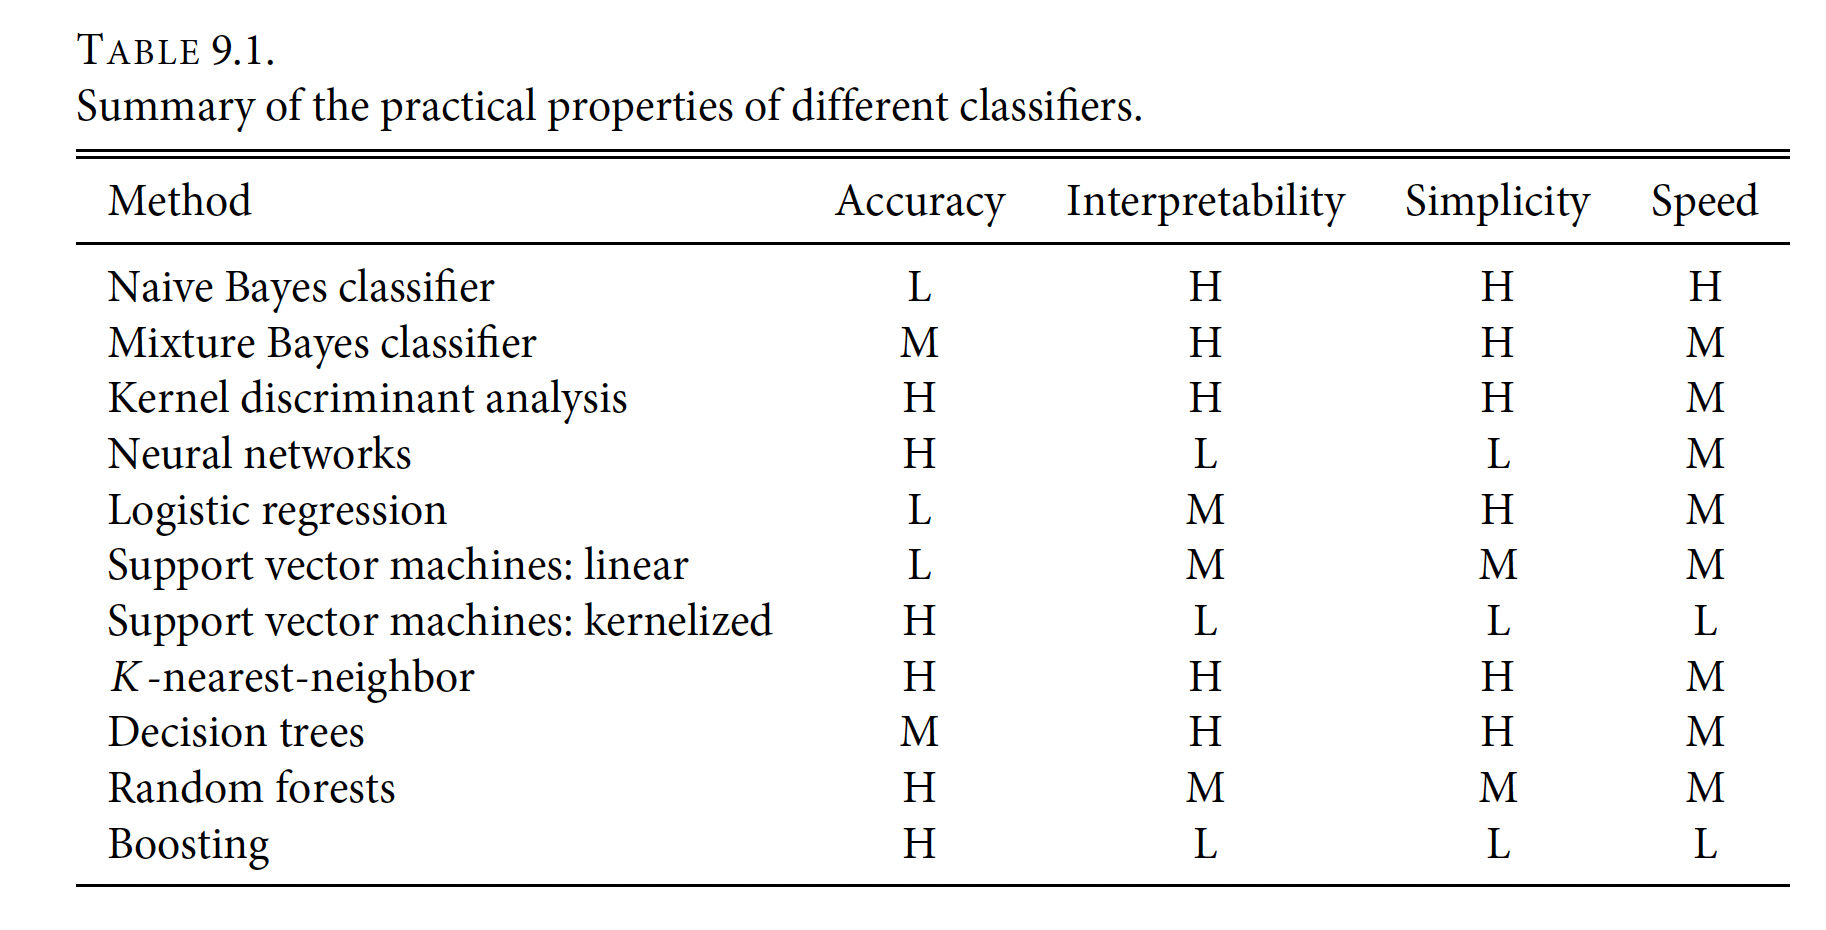 TABLE 9.1.
Summary of the practical properties of different classifiers.
Method Accuracy Interpretability Simplicity Speed
Naive Bayes classifier L H H H
Mixture Bayes classifier M H H M
Kernel discriminant analysis H H H M
Neural networks H L L M
Logistic regression L M H M
Support vector machines: linear L M M M
Support vector machines: kernelized H L L L
K-nearest-neighbor H H H M
Decision trees M H H M
Random forests H M M M
Boosting H L L L